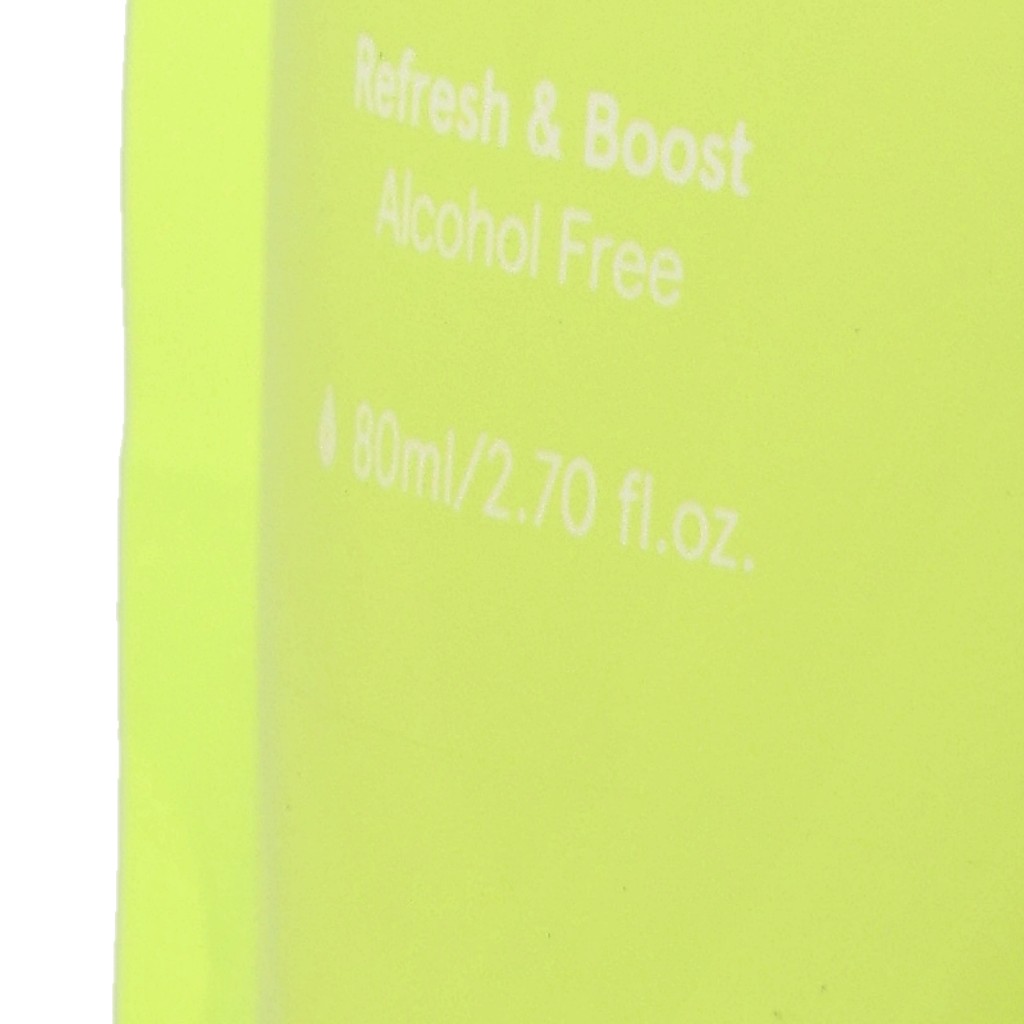 Refresh & Boost
Alcohol Free
80ml/2.70 fl.oz.